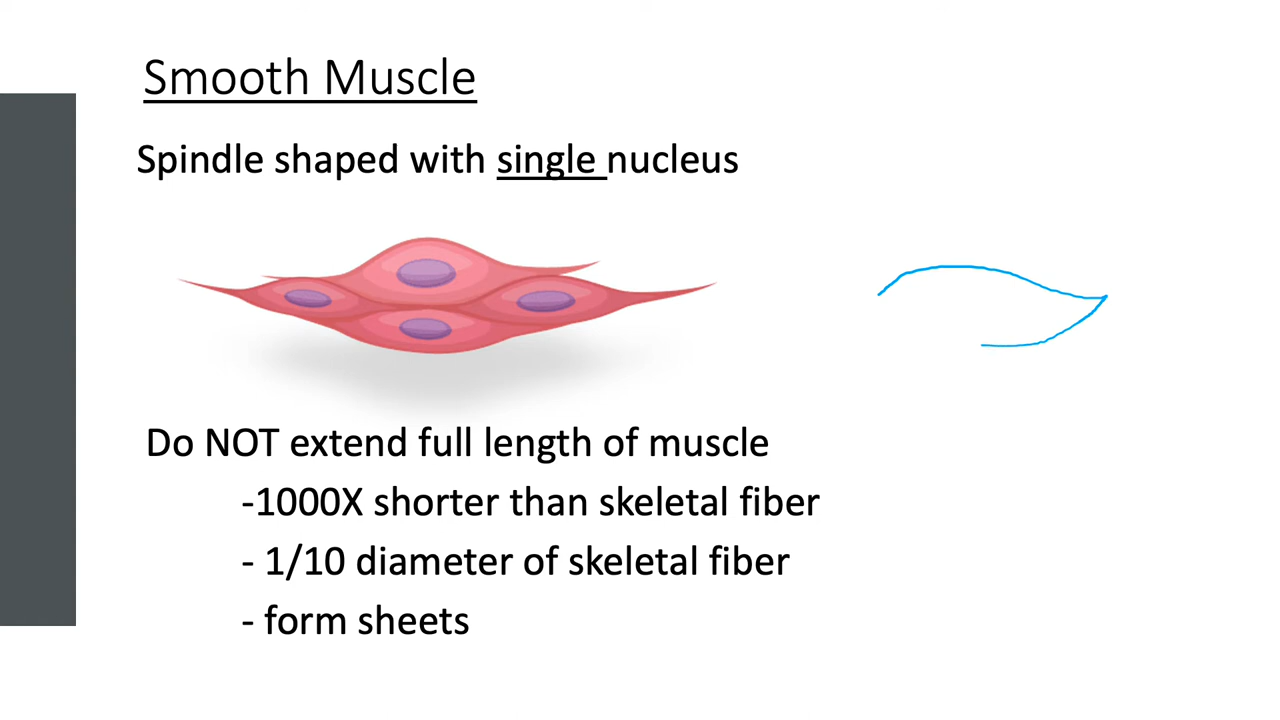 Smooth Muscle
Spindle shaped with single nucleus
Do NOT extend full length of muscle
-1000X shorter than skeletal fiber
- 1/10 diameter of skeletal fiber
- form sheets